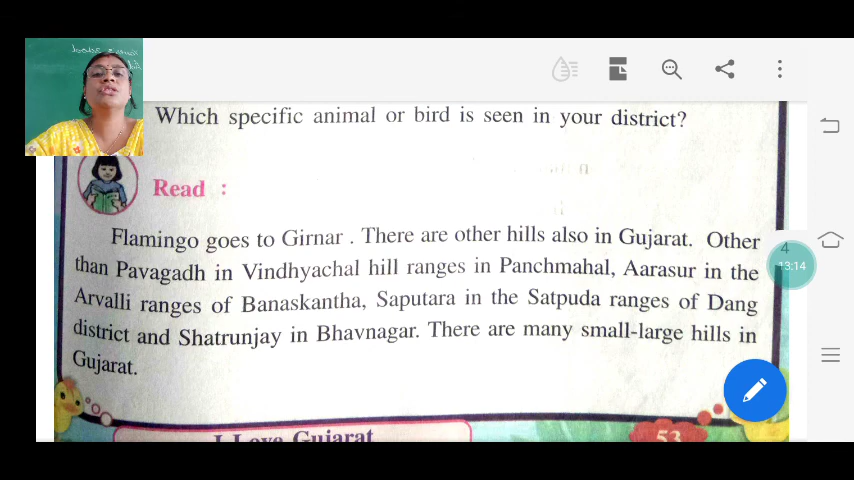 Which specific animal or bird is seen in your district?
Read :
Flamingo goes to Girnar . There are other hills also in Gujarat. Other
than Pavagadh in Vindhyachal hill ranges in Panchmahal, Aarasur in the
Arvalli ranges of Banaskantha, Saputara in the Satpuda ranges of Dang
district and Shatrunjay in Bhavnagar. There are many small-large hills in
Gujarat.
I Love Gujarat
53
4
13:14